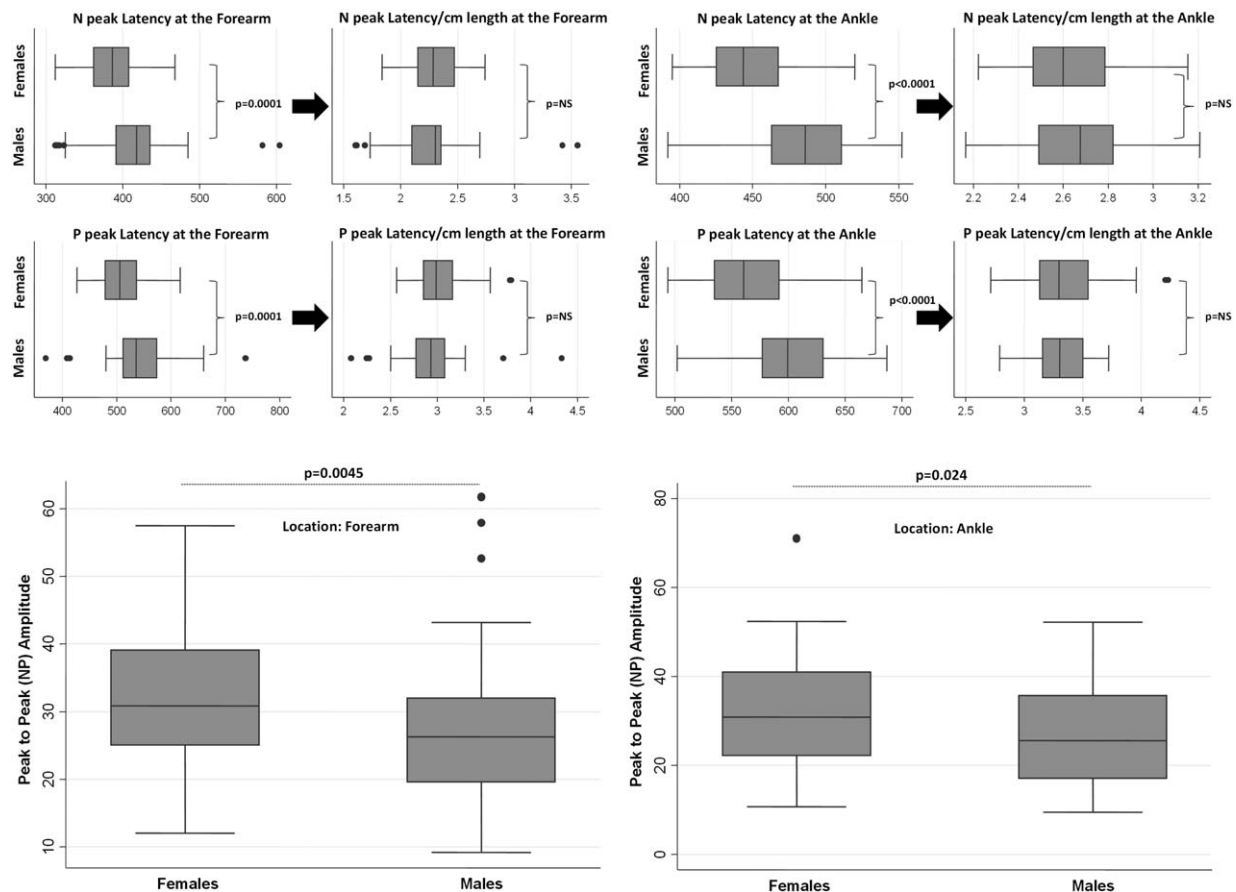 N peak Latency at the Forearm
N peak Latency/cm length at the Forearm
N peak Latency at the Ankle
N peak Latency/cm length at the Ankle
Females
Males
p=0.0001
p=NS
p<0.0001
p=NS
300 400 500 600
1.5 2 2.5 3 3.5
400 450 500 550
2.2 2.4 2.6 2.8 3 3.2
P peak Latency at the Forearm
P peak Latency/cm length at the Forearm
P peak Latency at the Ankle
P peak Latency/cm length at the Ankle
Females
Males
p=0.0001
p=NS
p<0.0001
p=NS
400 500 600 700 800
2 2.5 3 3.5 4 4.5
500 550 600 650 700
2.5 3 3.5 4 4.5
p=0.0045
Location: Forearm
Peak to Peak (NP) Amplitude
60
50
40
30
20
10
Females Males
p=0.024
Location: Ankle
Peak to Peak (NP) Amplitude
80
60
40
20
0
Females Males